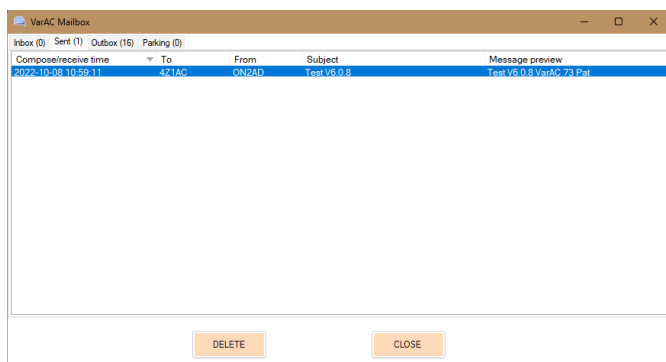 VarAC Mailbox
Inbox (0) Sent (1) Outbox (16) Parking (0)
Compose/receive time To From Subject Message preview
2022-10-08 10:59:11 4Z1AC ON2AD Test V6.0.8 Test V6.0.8 VarAC 73 Pat
DELETE CLOSE